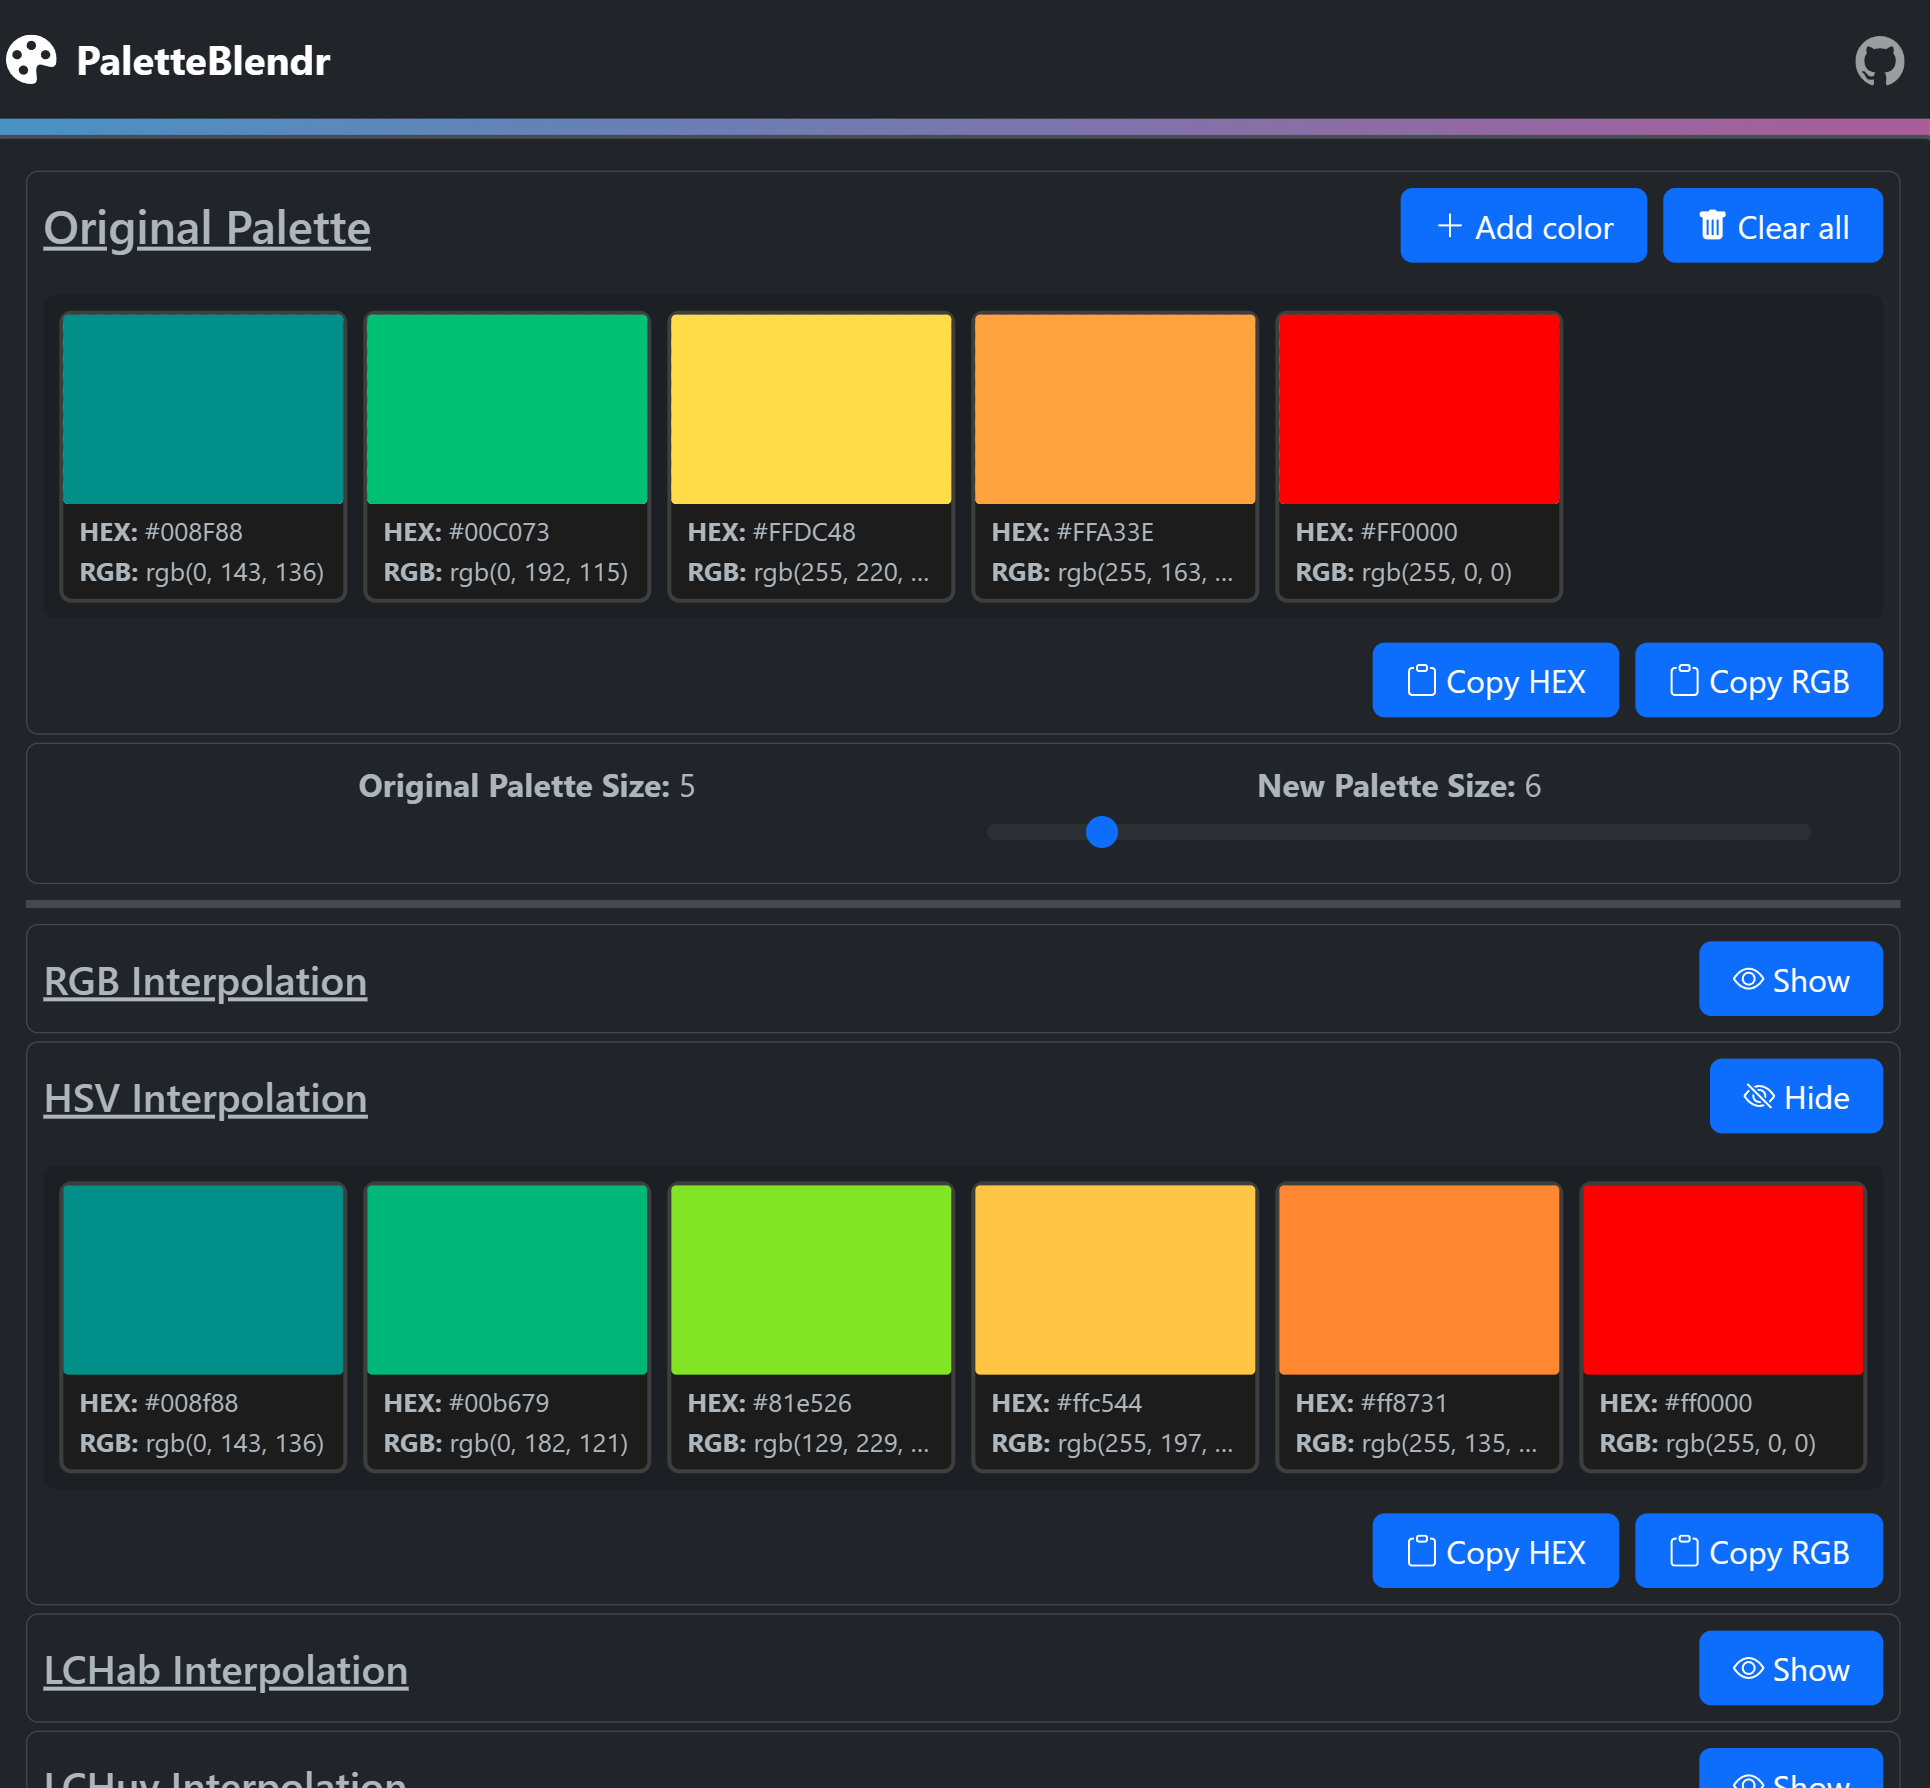 PaletteBlendr
Original Palette
Add color
Clear all
HEX: #008F88
RGB: rgb(0, 143, 136)
HEX: #00C073
RGB: rgb(0, 192, 115)
HEX: #FFDC48
RGB: rgb(255, 220, ...
HEX: #FFA33E
RGB: rgb(255, 163, ...
HEX: #FF0000
RGB: rgb(255, 0, 0)
Copy HEX
Copy RGB
Original Palette Size: 5
New Palette Size: 6
RGB Interpolation
Show
HSV Interpolation
Hide
HEX: #008f88
RGB: rgb(0, 143, 136)
HEX: #00b679
RGB: rgb(0, 182, 121)
HEX: #81e526
RGB: rgb(129, 229, ...
HEX: #ffc544
RGB: rgb(255, 197, ...
HEX: #ff8731
RGB: rgb(255, 135, ...
HEX: #ff0000
RGB: rgb(255, 0, 0)
Copy HEX
Copy RGB
LCHab Interpolation
Show
LCHuv Interpolation
Show